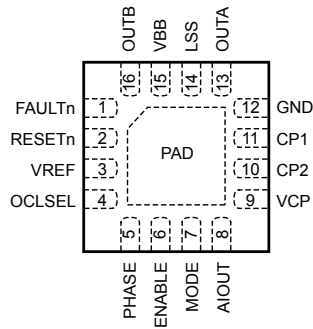 OUTB
VBB
LSS
OUTA
16
15
14
13
FAULTn 1
12 GND
RESETn 2
PAD
11 CP1
VREF 3
10 CP2
OCLSEL 4
9 VCP
5
6
7
8
PHASE
ENABLE
MODE
AIOUT